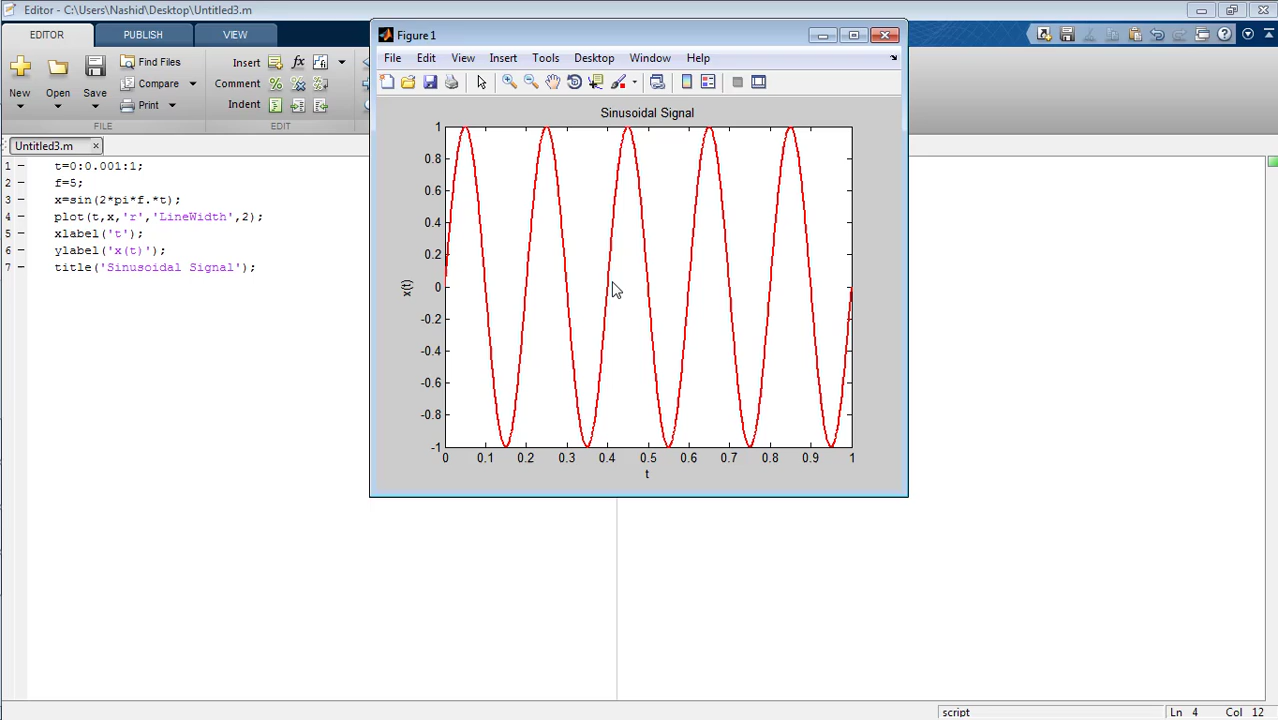 Editor - C:\Users\Nashid\Desktop\Untitled3.m
EDITOR PUBLISH VIEW
New Open Save
Find Files
Compare
Print
FILE
Insert
Comment
Indent
EDIT
Untitled3.m
1 t=0:0.001:1;
2 f=5;
3 x=sin(2*pi*f.*t);
4 plot(t,x,'r','LineWidth',2);
5 xlabel('t');
6 ylabel('x(t)');
7 title('Sinusoidal Signal');
Figure 1
File Edit View Insert Tools Desktop Window Help
Sinusoidal Signal
1
0.8
0.6
0.4
0.2
0
-0.2
-0.4
-0.6
-0.8
-1
x(t)
0 0.1 0.2 0.3 0.4 0.5 0.6 0.7 0.8 0.9 1
t
script Ln 4 Col 12